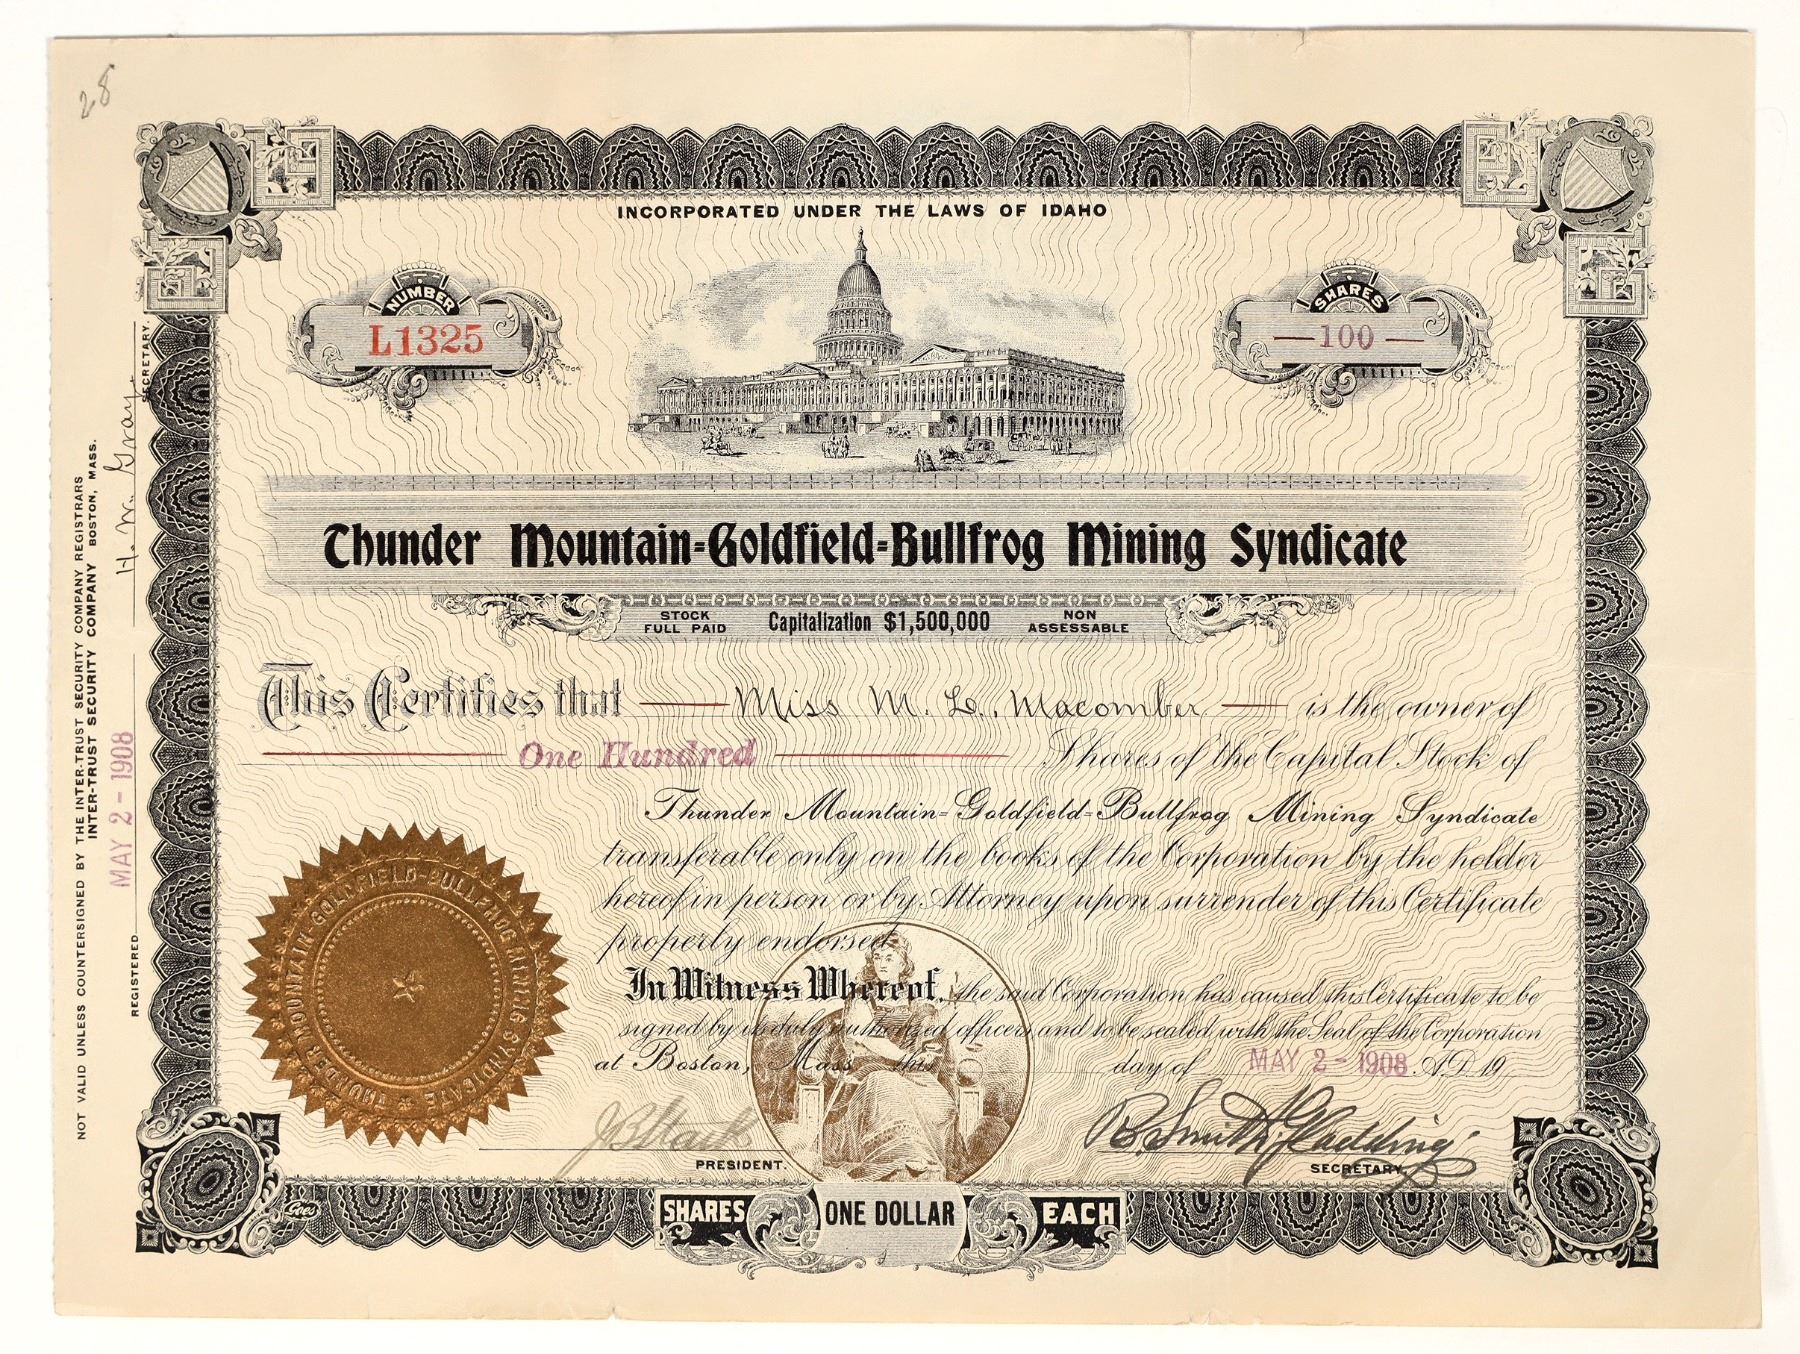 28
INCORPORATED UNDER THE LAWS OF IDAHO
NUMBER
L1325
SHARES
100
Thunder Mountain=Goldfield=Bullfrog Mining Syndicate
STOCK FULL PAID
Capitalization $1,500,000
NON ASSESSABLE
This Certifies that Miss M. L. Macomber is the owner of
One Hundred Shares of the Capital Stock of
Thunder Mountain=Goldfield=Bullfrog Mining Syndicate
transferable only on the books of the Corporation by the holder
hereof in person or by Attorney upon surrender of this Certificate
properly endorsed.
In Witness Whereof, the said Corporation has caused this Certificate to be
signed by its duly authorized officers and to be sealed with the Seal of the Corporation
at Boston, Mass this day of MAY 2 - 1908 A.D. 19
PRESIDENT.
R. Smith Gladding
SECRETARY.
SHARES ONE DOLLAR EACH
Goes
THUNDER MOUNTAIN GOLDFIELD-BULLFROG MINING SYNDICATE
NOT VALID UNLESS COUNTERSIGNED BY THE INTER-TRUST SECURITY COMPANY REGISTRARS
INTER-TRUST SECURITY COMPANY BOSTON, MASS.
REGISTERED MAY 2 - 1908 H. M. Gray SECRETARY.